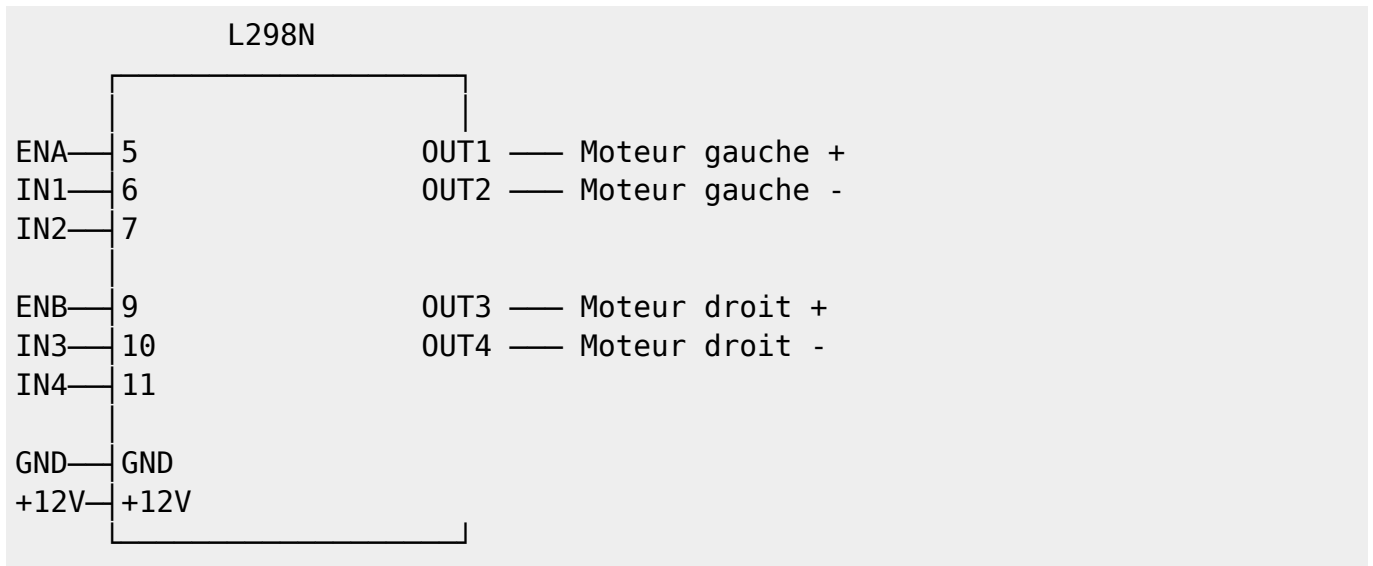 L298N
ENA 5 OUT1 Moteur gauche +
IN1 6 OUT2 Moteur gauche -
IN2 7
ENB 9 OUT3 Moteur droit +
IN3 10 OUT4 Moteur droit -
IN4 11
GND GND
+12V +12V